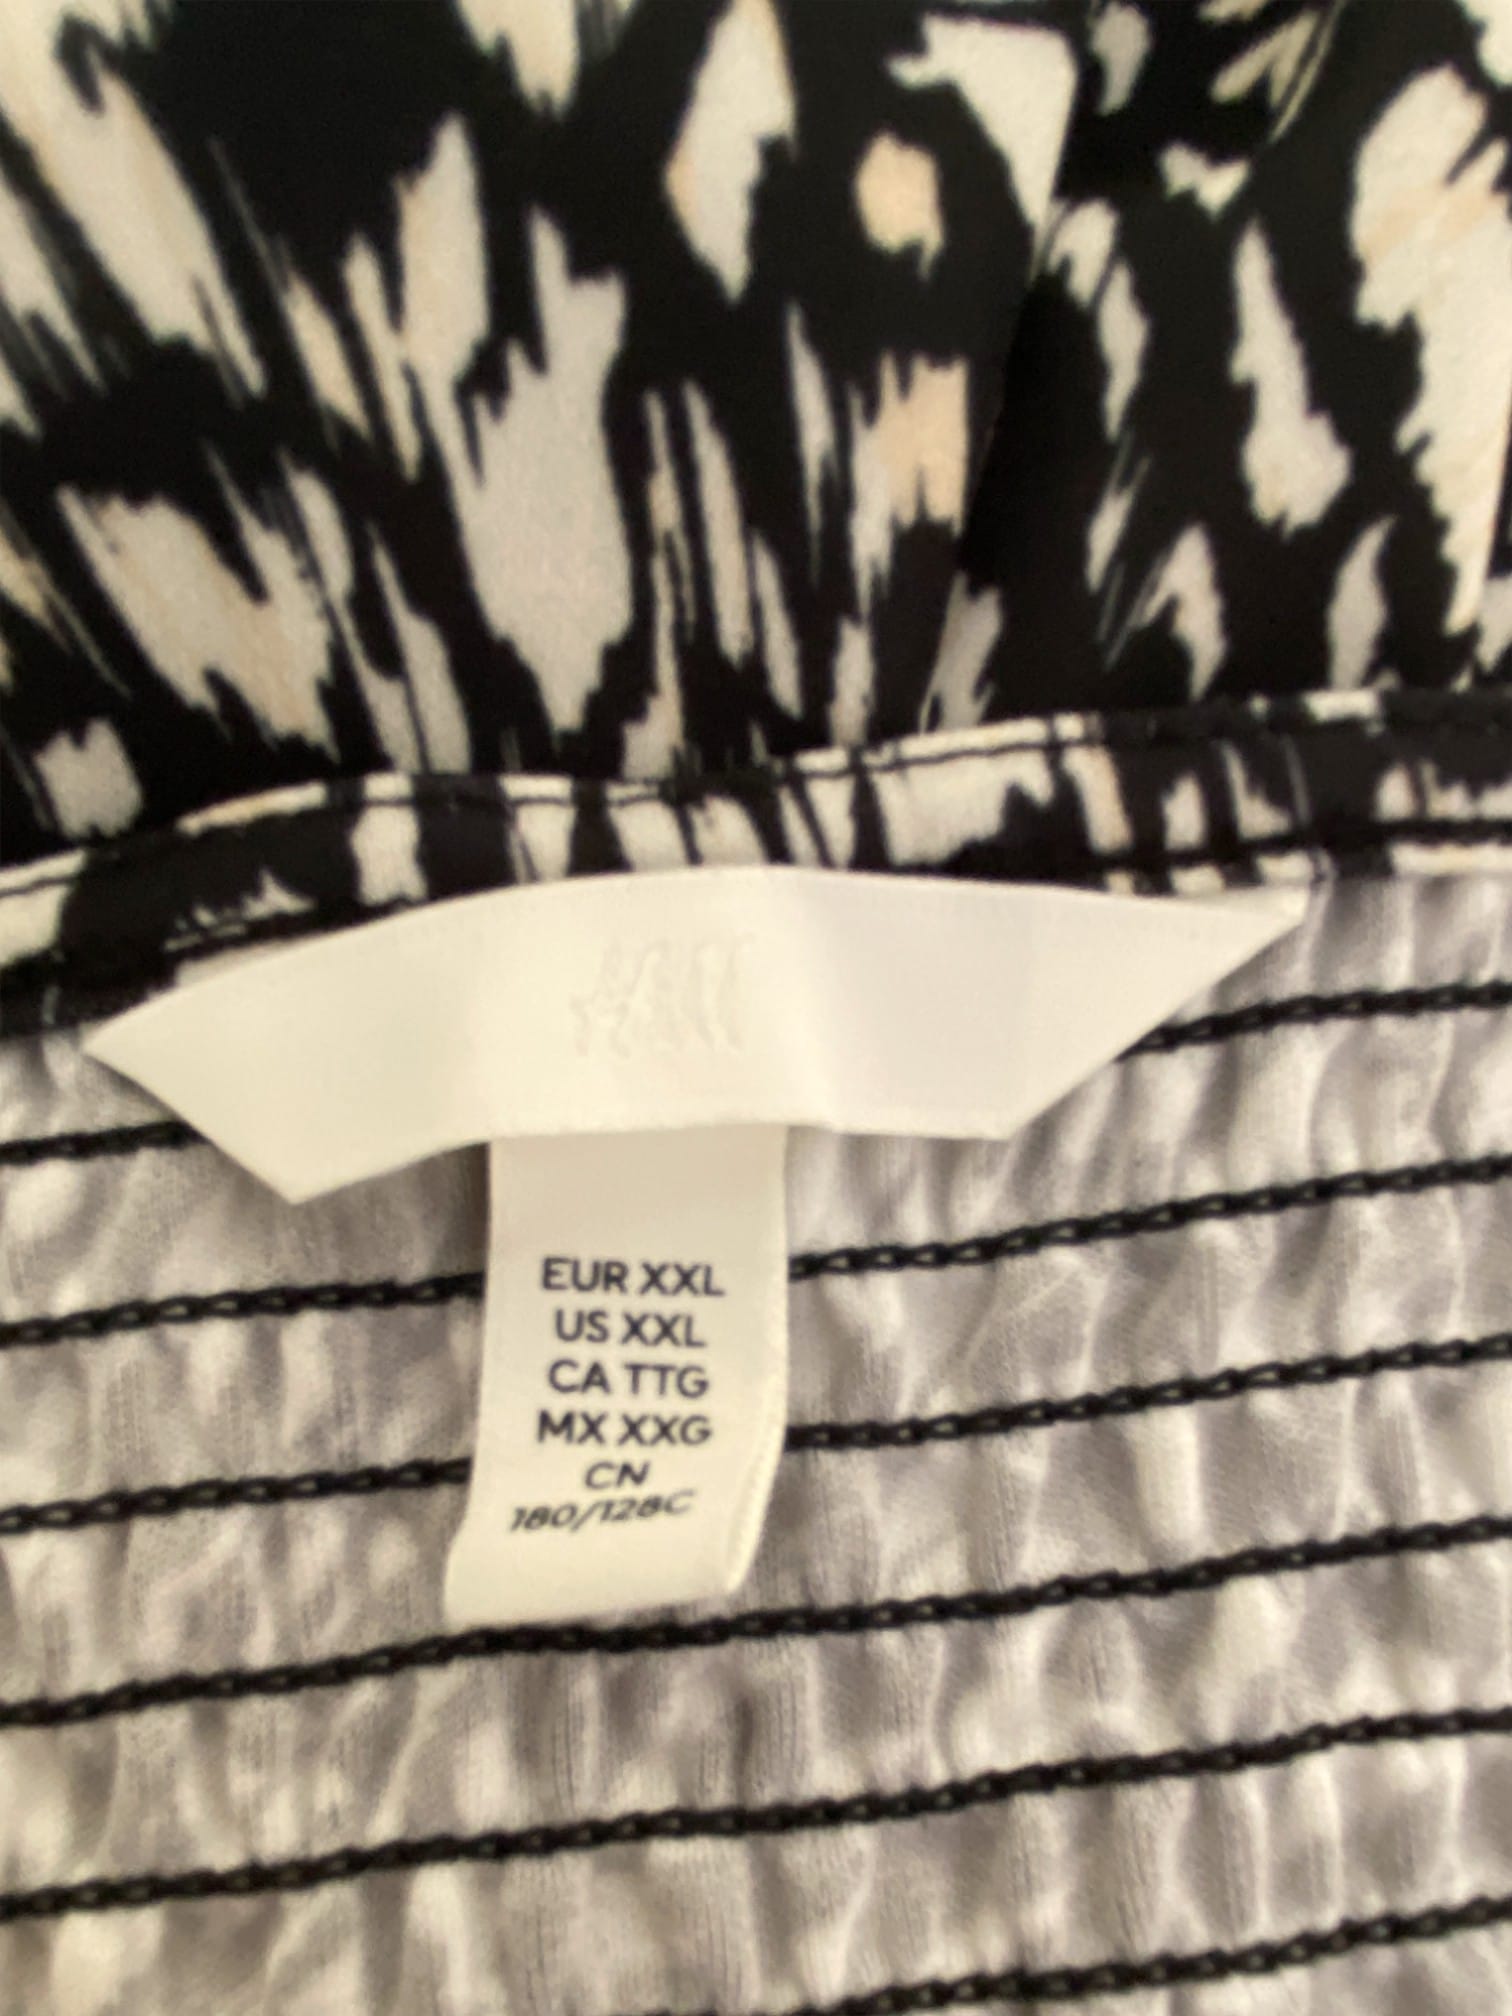 H&M
EUR XXL
US XXL
CA TTG
MX XXG
CN
180/128C